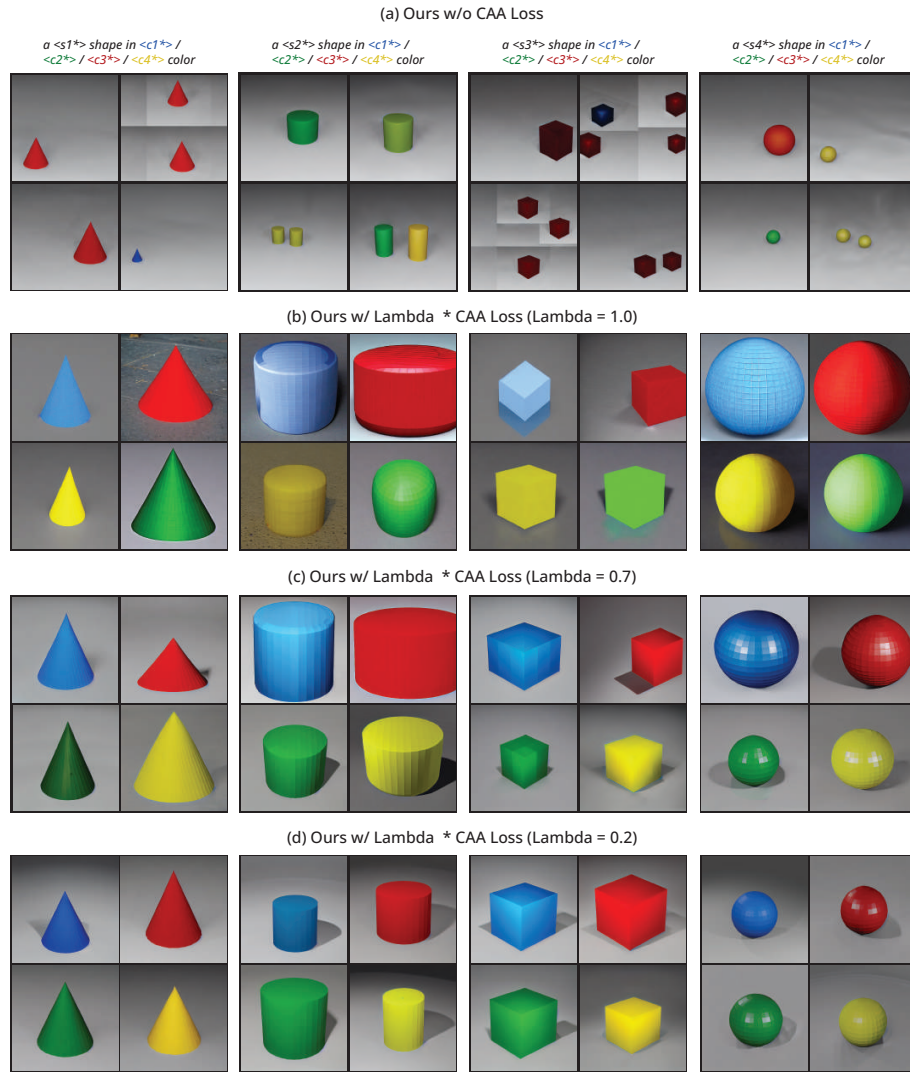 (a) Ours w/o CAA Loss
a <s1*> shape in <c1*> /
<c2*> / <c3*> / <c4*> color
a <s2*> shape in <c1*> /
<c2*> / <c3*> / <c4*> color
a <s3*> shape in <c1*> /
<c2*> / <c3*> / <c4*> color
a <s4*> shape in <c1*> /
<c2*> / <c3*> / <c4*> color
(b) Ours w/ Lambda * CAA Loss (Lambda = 1.0)
(c) Ours w/ Lambda * CAA Loss (Lambda = 0.7)
(d) Ours w/ Lambda * CAA Loss (Lambda = 0.2)